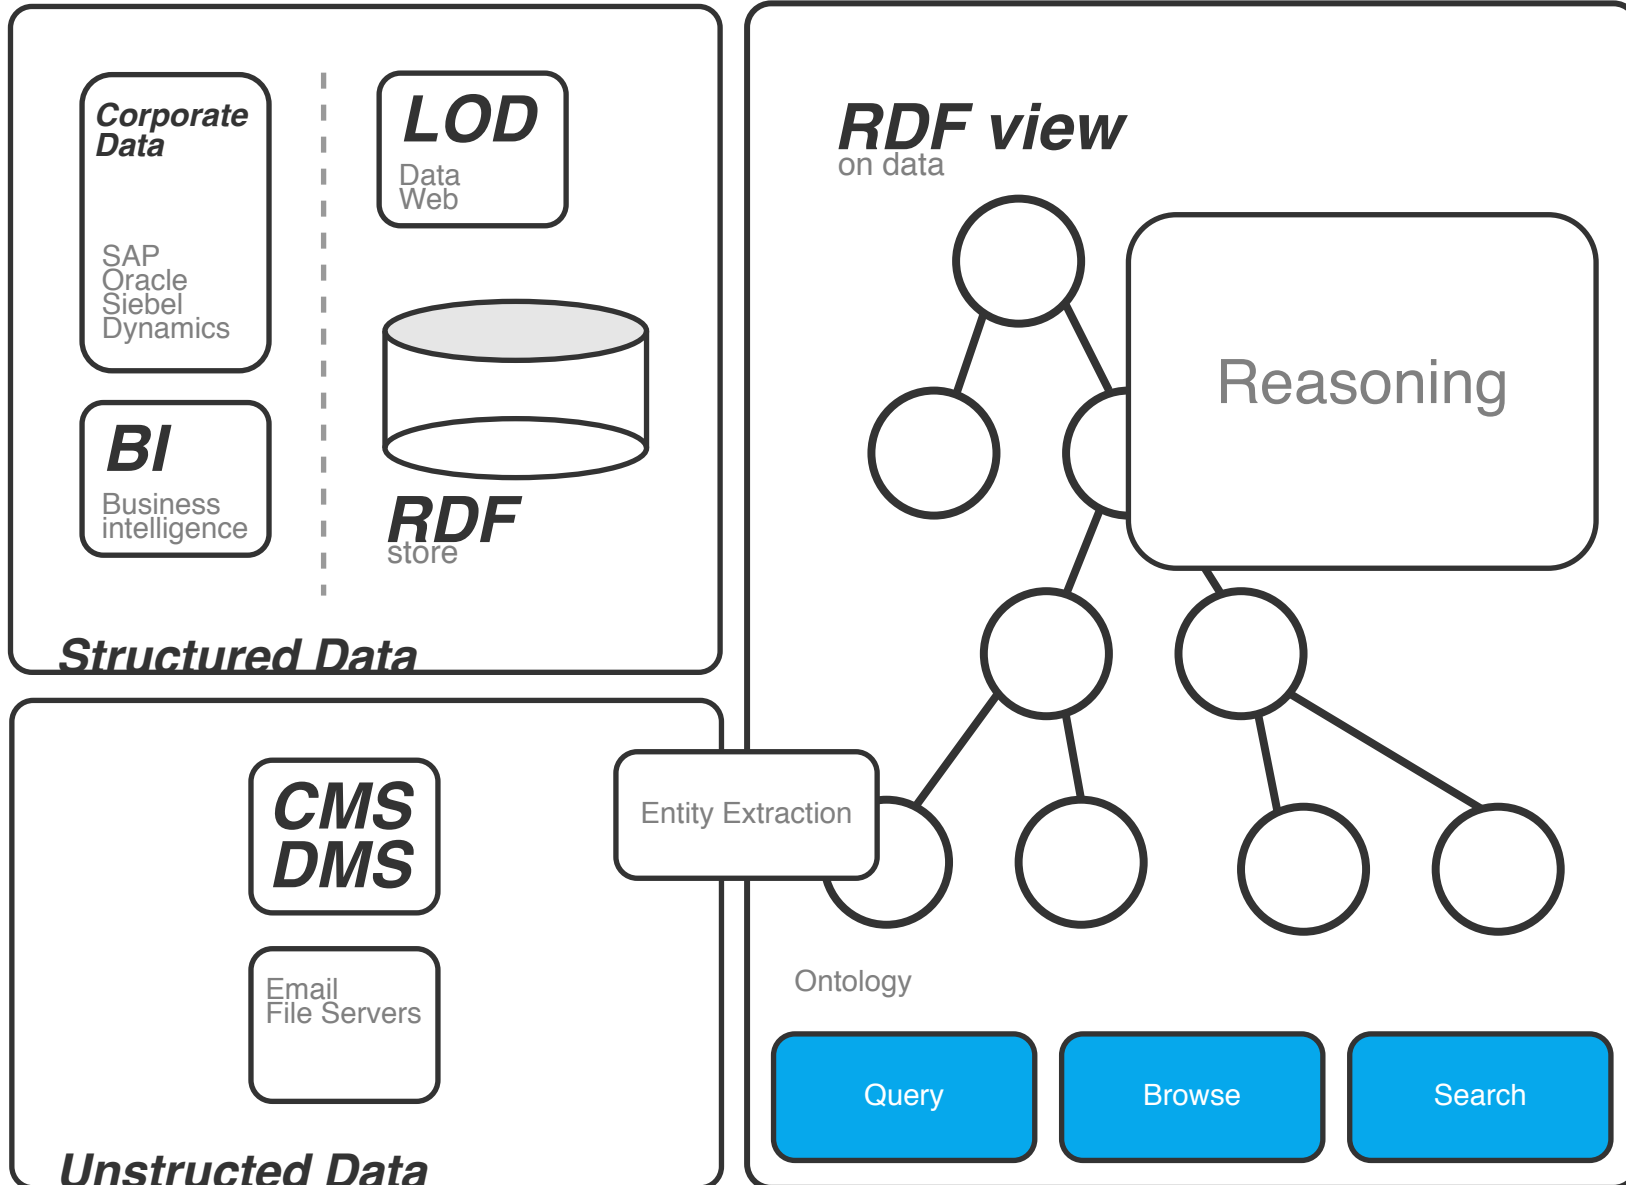 Corporate
Data
SAP
Oracle
Siebel
Dynamics
BI
Business
intelligence
LOD
Data
Web
RDF
store
Structured Data
CMS
DMS
Email
File Servers
Unstructed Data
Entity Extraction
RDF view
on data
Reasoning
Ontology
Query
Browse
Search